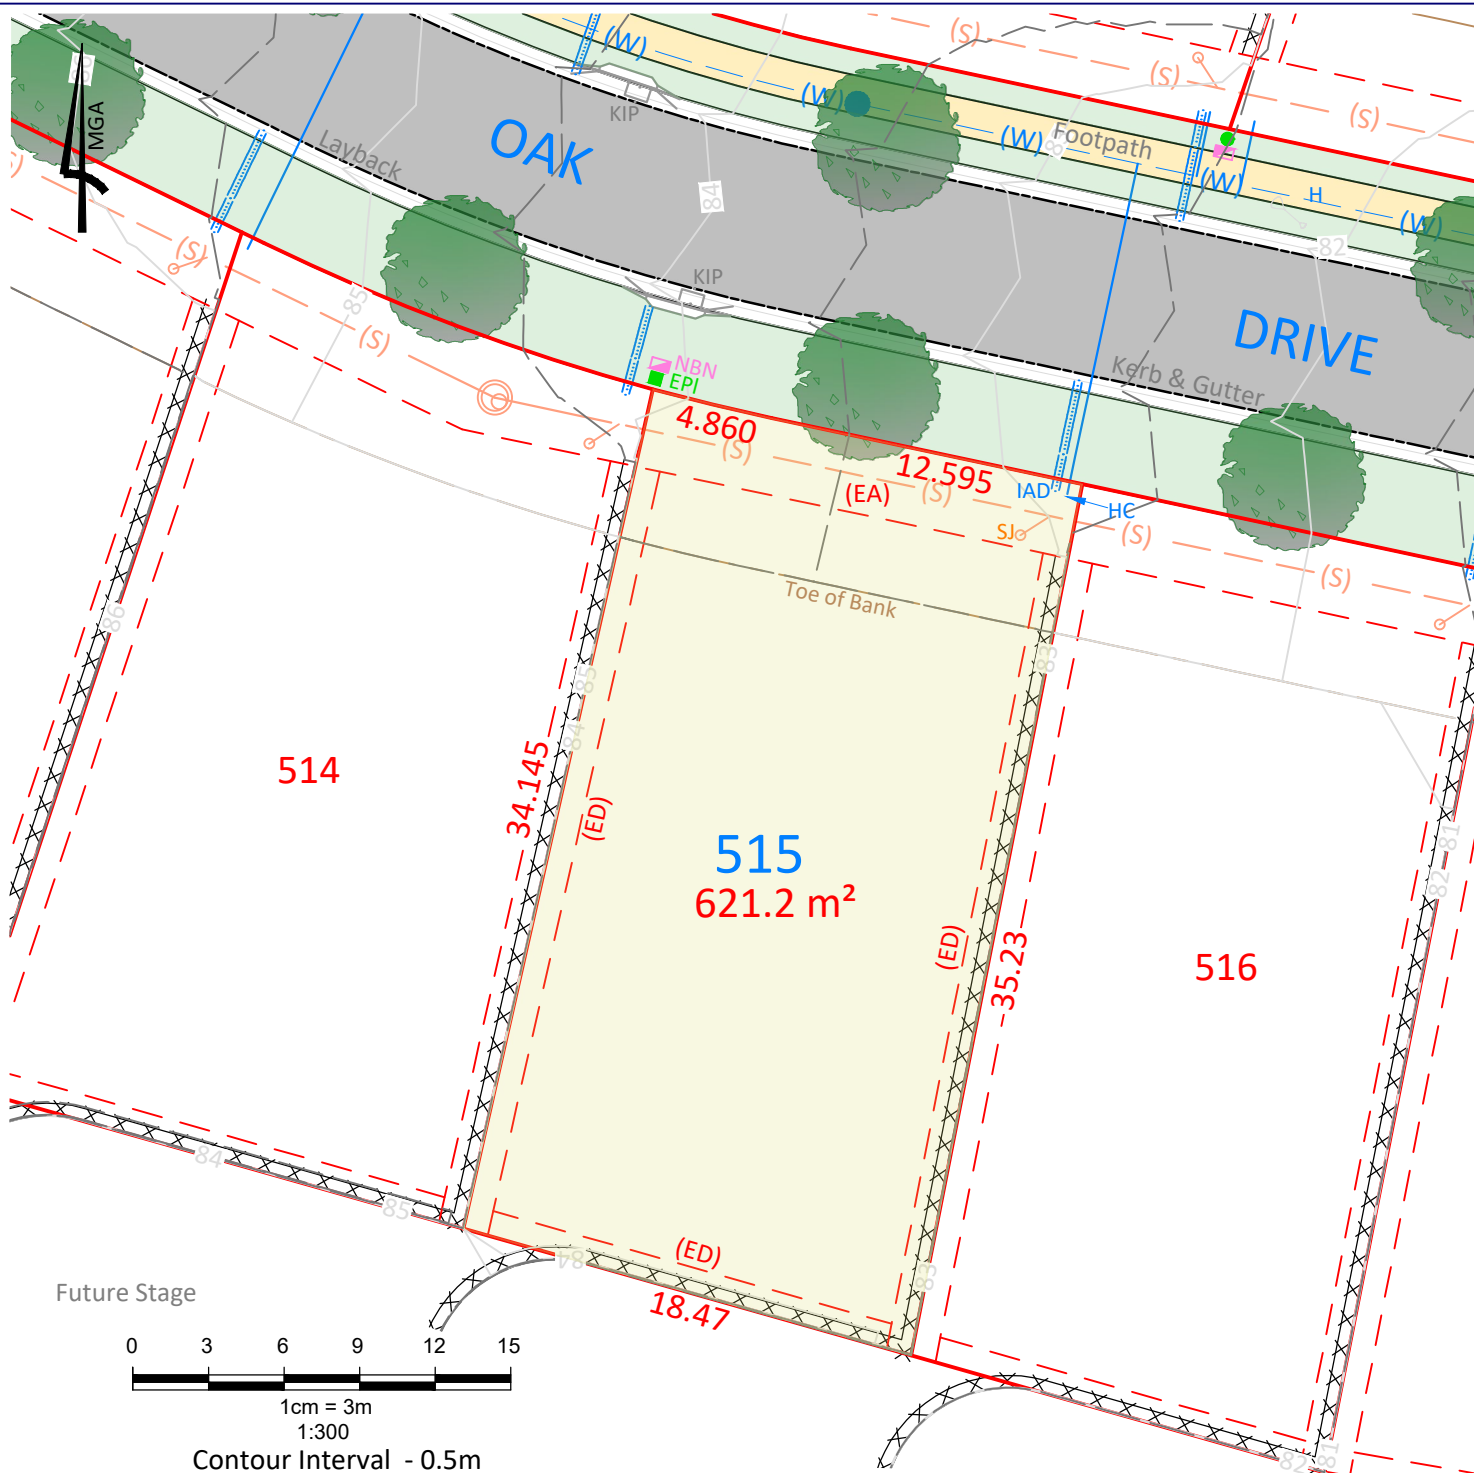 MGA
Layback
OAK
KIP
(W)
(W)
(W)
(W)
(W)
Footpath
H
(S)
(S)
(S)
(S)
84
82
DRIVE
Kerb & Gutter
KIP
85
(S)
(S)
NBN
EPI
4.860
(S)
12.595
(S)
(EA)
IAD
HC
SJ
(S)
(S)
Toe of Bank
86
85
84
83
514
34.145
(ED)
515
621.2 m²
(ED)
35.23
516
81
82
84
85
(ED)
84
83
18.47
82
81
Future Stage
0 3 6 9 12 15
1cm = 3m
1:300
Contour Interval - 0.5m